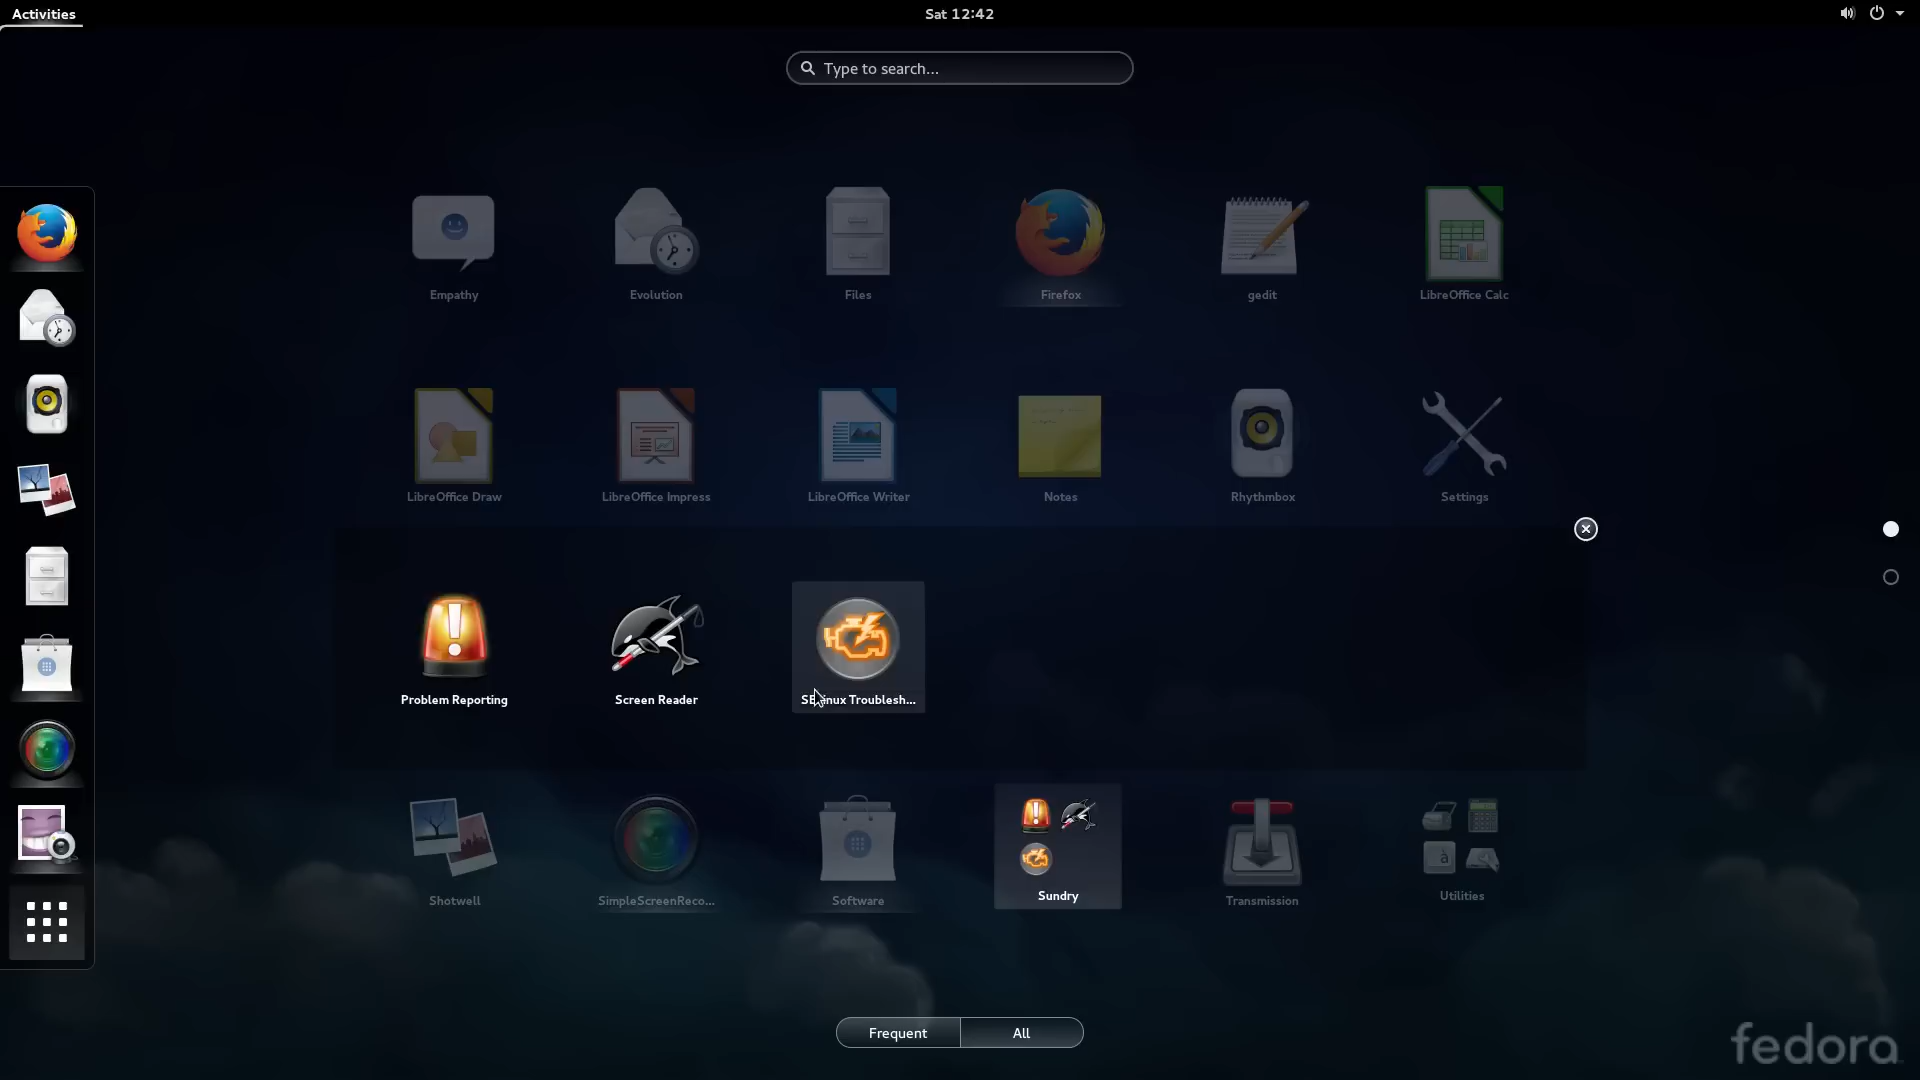 Activities
Sat 12:42
Type to search...
Empathy
Evolution
Files
Firefox
gedit
LibreOffice Calc
LibreOffice Draw
LibreOffice Impress
LibreOffice Writer
Notes
Rhythmbox
Settings
Problem Reporting
Screen Reader
SELinux Troublesh...
Shotwell
SimpleScreenReco...
Software
Sundry
Transmission
Utilities
Frequent
All
fedora